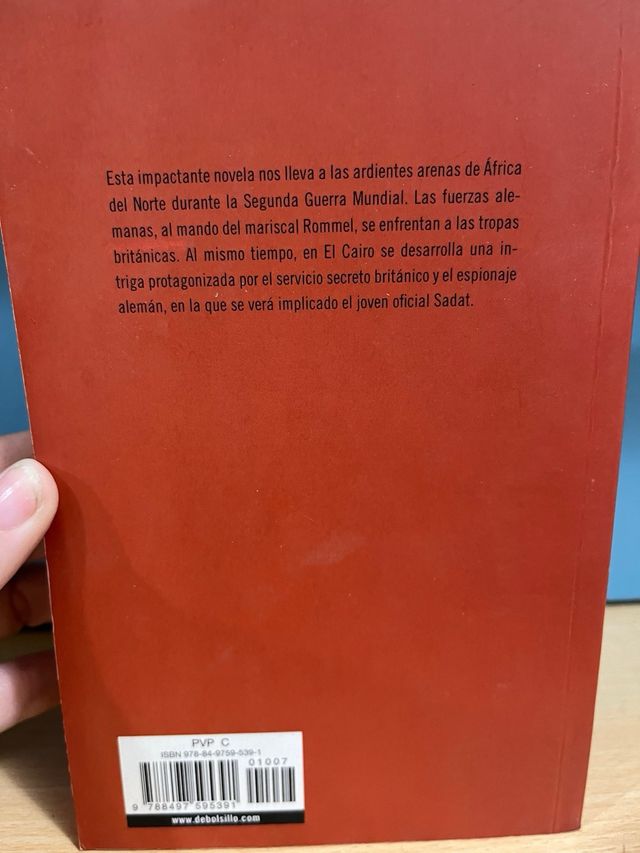 Esta impactante novela nos lleva a las ardientes arenas de África
del Norte durante la Segunda Guerra Mundial. Las fuerzas ale-
manas, al mando del mariscal Rommel, se enfrentan a las tropas
británicas. Al mismo tiempo, en El Cairo se desarrolla una in-
triga protagonizada por el servicio secreto británico y el espionaje
alemán, en la que se verá implicado el joven oficial Sadat.
PVP C
ISBN 978-84-9759-539-1
01007
9 788497 595391
www.debolsillo.com